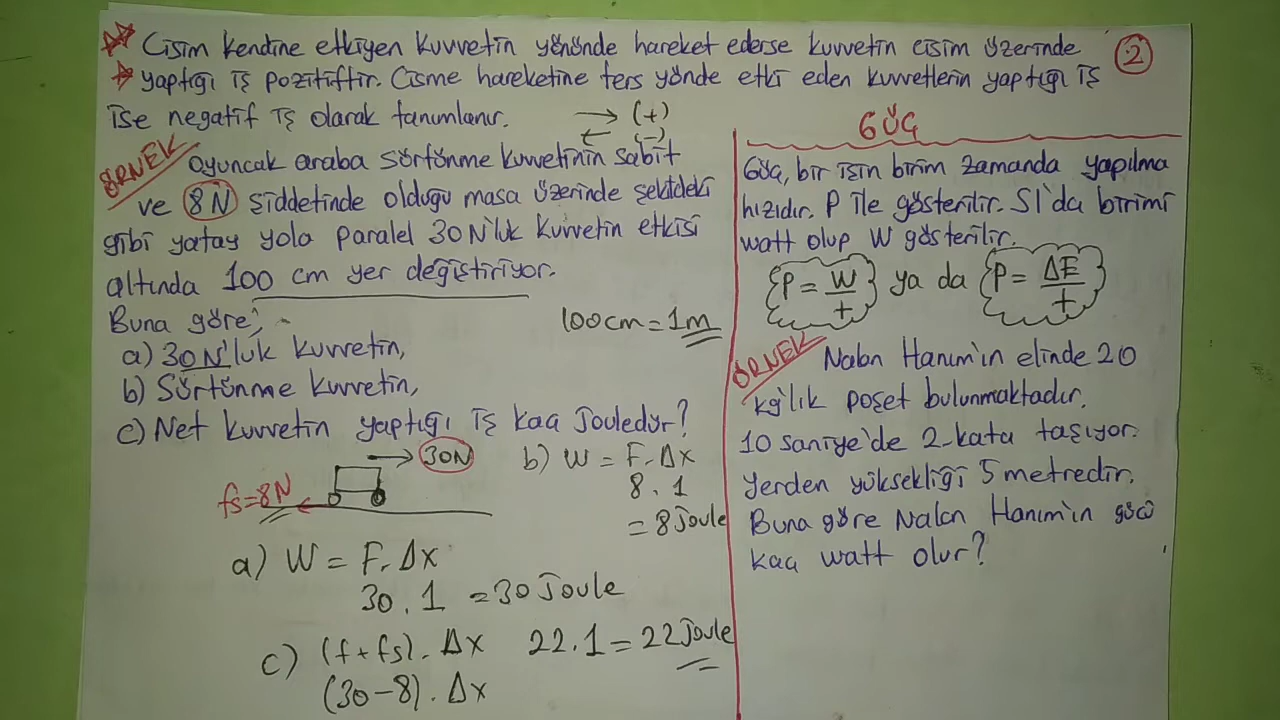 Cisim kendine etkiyen kuvvetin yönünde hareket ederse kuvvetin cisim üzerinde
yaptığı iş pozitiftir. Cisme hareketine ters yönde etki eden kuvvetlerin yaptığı iş
2
ise negatif iş olarak tanımlanır.
→ (+)
← (-)
ÖRNEK
Oyuncak araba sürtünme kuvvetinin sabit
ve 8N şiddetinde olduğu masa üzerinde şekildeki
gibi yatay yola paralel 30N'luk kuvvetin etkisi
altında 100 cm yer değiştiriyor.
Buna göre;
100cm = 1m
a) 30N'luk kuvvetin,
b) Sürtünme kuvvetin,
c) Net kuvvetin yaptığı iş kaç jouledur?
30N
fs=8N
b) W = F.Δx
8.1
= 8 Joule
a) W = F.Δx
30.1 = 30 Joule
c) (f+fs).Δx 22.1 = 22 Joule
(30-8).Δx
GÜÇ
Güç, bir işin birim zamanda yapılma
hızıdır. P ile gösterilir. SI'da birimi
watt olup W gösterilir.
P = W/t ya da P = ΔE/t
ÖRNEK
Nalan Hanım'ın elinde 20
kg'lık poşet bulunmaktadır.
10 saniye'de 2.kata taşıyor.
Yerden yüksekliği 5 metredir.
Buna göre Nalan Hanım'ın gücü
kaç watt olur?